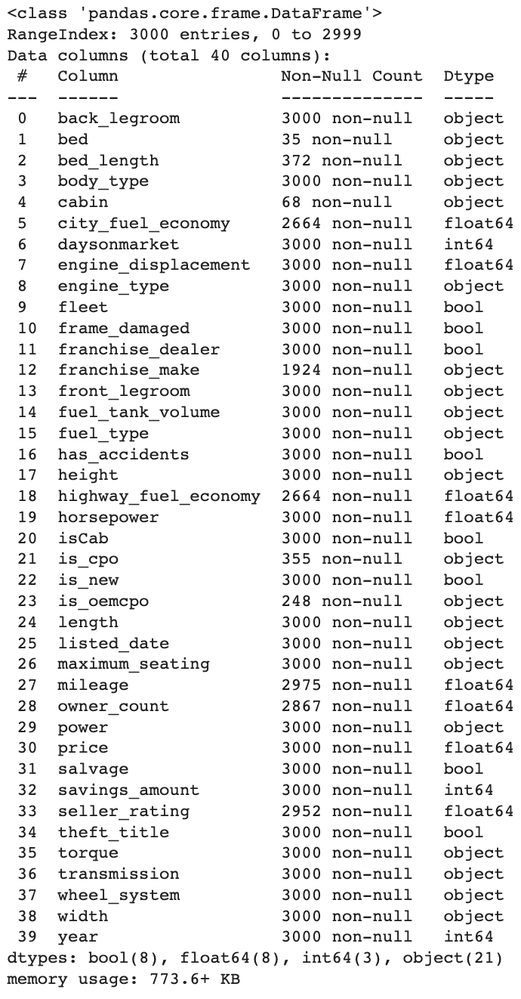 <class 'pandas.core.frame.DataFrame'>
RangeIndex: 3000 entries, 0 to 2999
Data columns (total 40 columns):
 #   Column                Non-Null Count  Dtype
---  ------                --------------  -----
 0   back_legroom          3000 non-null   object
 1   bed                   35 non-null     object
 2   bed_length            372 non-null    object
 3   body_type             3000 non-null   object
 4   cabin                 68 non-null     object
 5   city_fuel_economy     2664 non-null   float64
 6   daysonmarket          3000 non-null   int64
 7   engine_displacement   3000 non-null   float64
 8   engine_type           3000 non-null   object
 9   fleet                 3000 non-null   bool
 10  frame_damaged         3000 non-null   bool
 11  franchise_dealer      3000 non-null   bool
 12  franchise_make        1924 non-null   object
 13  front_legroom         3000 non-null   object
 14  fuel_tank_volume      3000 non-null   object
 15  fuel_type             3000 non-null   object
 16  has_accidents         3000 non-null   bool
 17  height                3000 non-null   object
 18  highway_fuel_economy  2664 non-null   float64
 19  horsepower            3000 non-null   float64
 20  isCab                 3000 non-null   bool
 21  is_cpo                355 non-null    object
 22  is_new                3000 non-null   bool
 23  is_oemcpo             248 non-null    object
 24  length                3000 non-null   object
 25  listed_date           3000 non-null   object
 26  maximum_seating       3000 non-null   object
 27  mileage               2975 non-null   float64
 28  owner_count           2867 non-null   float64
 29  power                 3000 non-null   object
 30  price                 3000 non-null   float64
 31  salvage               3000 non-null   bool
 32  savings_amount        3000 non-null   int64
 33  seller_rating         2952 non-null   float64
 34  theft_title           3000 non-null   bool
 35  torque                3000 non-null   object
 36  transmission          3000 non-null   object
 37  wheel_system          3000 non-null   object
 38  width                 3000 non-null   object
 39  year                  3000 non-null   int64
dtypes: bool(8), float64(8), int64(3), object(21)
memory usage: 773.6+ KB